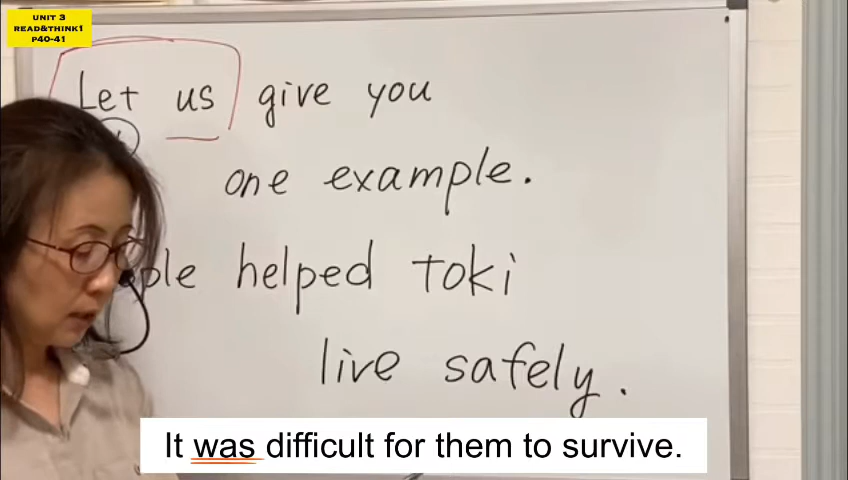 UNIT 3
READ&THINK1
P40-41
Let us give you
one example.
helped toki
live safely.
It was difficult for them to survive.